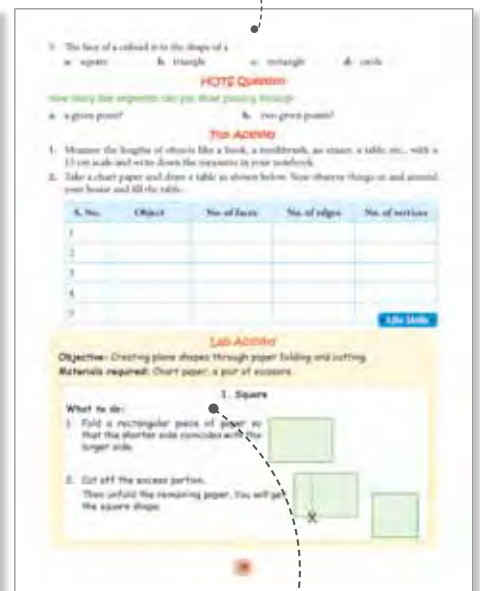 The face of a cuboid is in the shape of a
a. square b. triangle c. rectangle d. circle
HOTS Question
How many line segments can you draw passing through
a. a given point? b. two given points?
Fun Activity
1. Measure the lengths of objects like a book, a toothbrush, an eraser, a table etc., with a
15 cm scale and write down the measures in your notebook.
2. Take a chart paper and draw a table as shown below. Now observe things in and around
your house and fill the table.
S. No. Object No. of faces No. of edges No. of vertices
1
2
3
4
5
Life Skills
Lab Activity
Objective: Creating plane shapes through paper folding and cutting.
Materials required: Chart paper, a pair of scissors.
1. Square
What to do:
1. Fold a rectangular piece of paper so
that the shorter side coincides with the
longer side.
2. Cut off the excess portion.
Then unfold the remaining paper. You will get
the square shape.